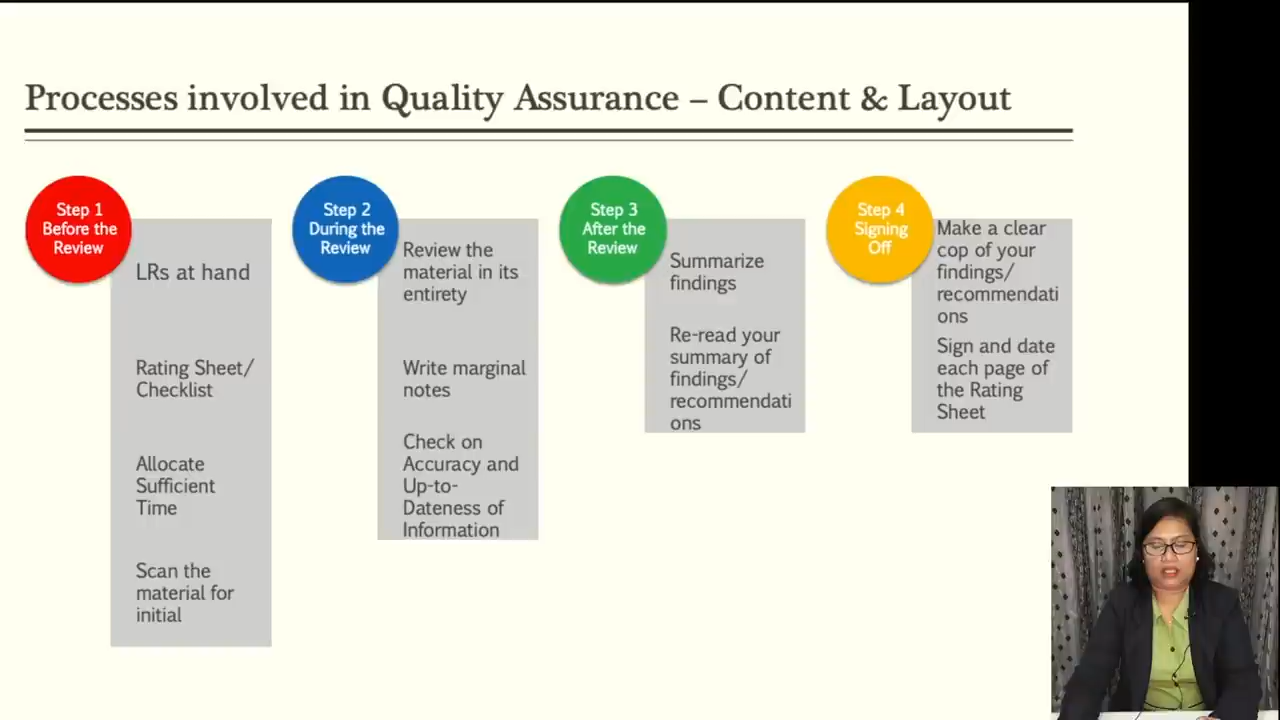 Processes involved in Quality Assurance – Content & Layout
Step 1
Before the
Review
LRs at hand
Rating Sheet/
Checklist
Allocate
Sufficient
Time
Scan the
material for
initial
Step 2
During the
Review
Review the
material in its
entirety
Write marginal
notes
Check on
Accuracy and
Up-to-
Dateness of
Information
Step 3
After the
Review
Summarize
findings
Re-read your
summary of
findings/
recommendati
ons
Step 4
Signing
Off
Make a clear
cop of your
findings/
recommendati
ons
Sign and date
each page of
the Rating
Sheet